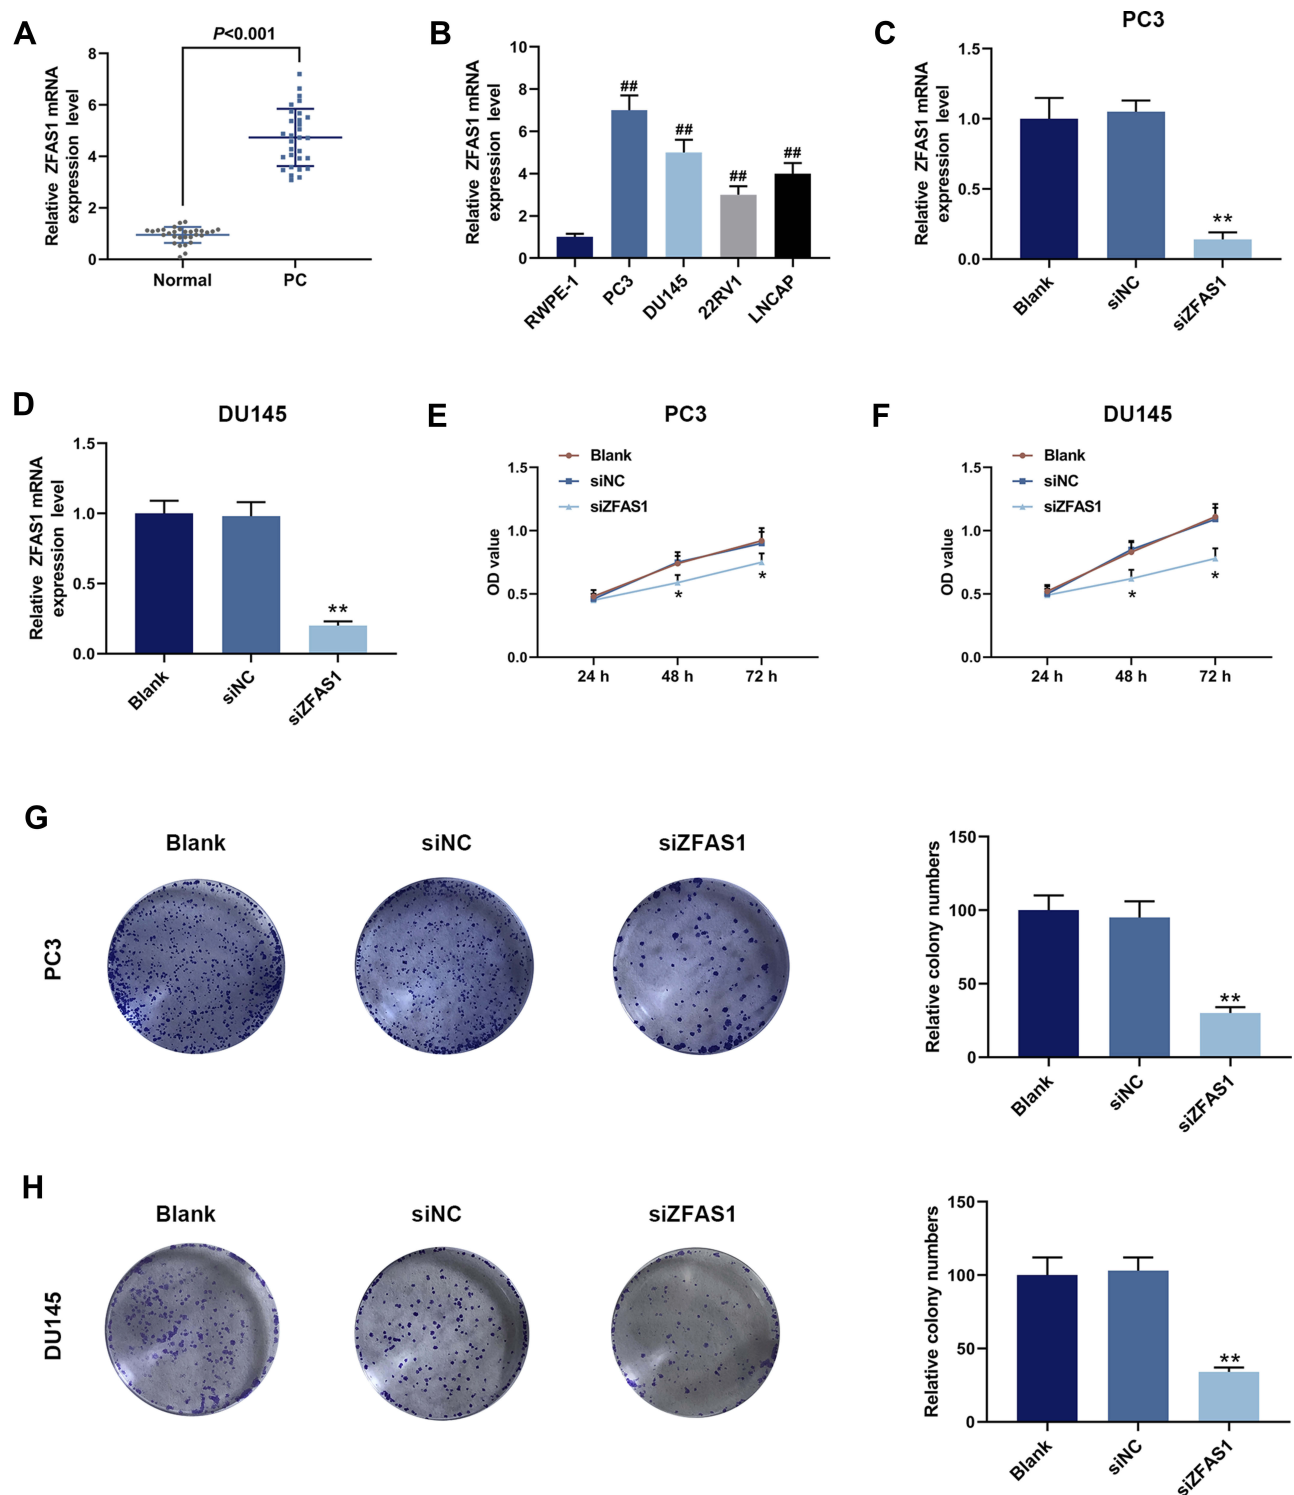 A
P<0.001
Relative ZFAS1 mRNA
expression level
8
6
4
2
0
Normal PC
B
Relative ZFAS1 mRNA
expression level
10
8
6
4
2
0
##
##
##
##
RWPE-1 PC3 DU145 22RV1 LNCAP
C
PC3
Relative ZFAS1 mRNA
expression level
1.5
1.0
0.5
0.0
**
Blank siNC siZFAS1
D
DU145
Relative ZFAS1 mRNA
expression level
1.5
1.0
0.5
0.0
**
Blank siNC siZFAS1
E
PC3
Blank
siNC
siZFAS1
OD value
1.5
1.0
0.5
0.0
*
*
24 h 48 h 72 h
F
DU145
Blank
siNC
siZFAS1
OD value
1.5
1.0
0.5
0.0
*
*
24 h 48 h 72 h
G
Blank siNC siZFAS1
PC3
Relative colony numbers
150
100
50
0
**
Blank siNC siZFAS1
H
Blank siNC siZFAS1
DU145
Relative colony numbers
150
100
50
0
**
Blank siNC siZFAS1